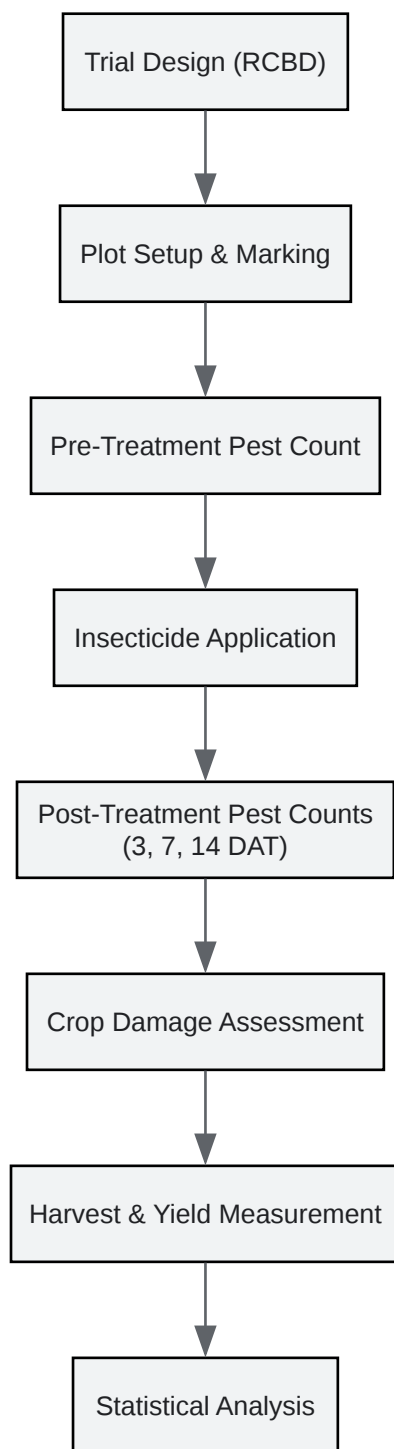 Trial Design (RCBD)
Plot Setup & Marking
Pre-Treatment Pest Count
Insecticide Application
Post-Treatment Pest Counts
(3, 7, 14 DAT)
Crop Damage Assessment
Harvest & Yield Measurement
Statistical Analysis